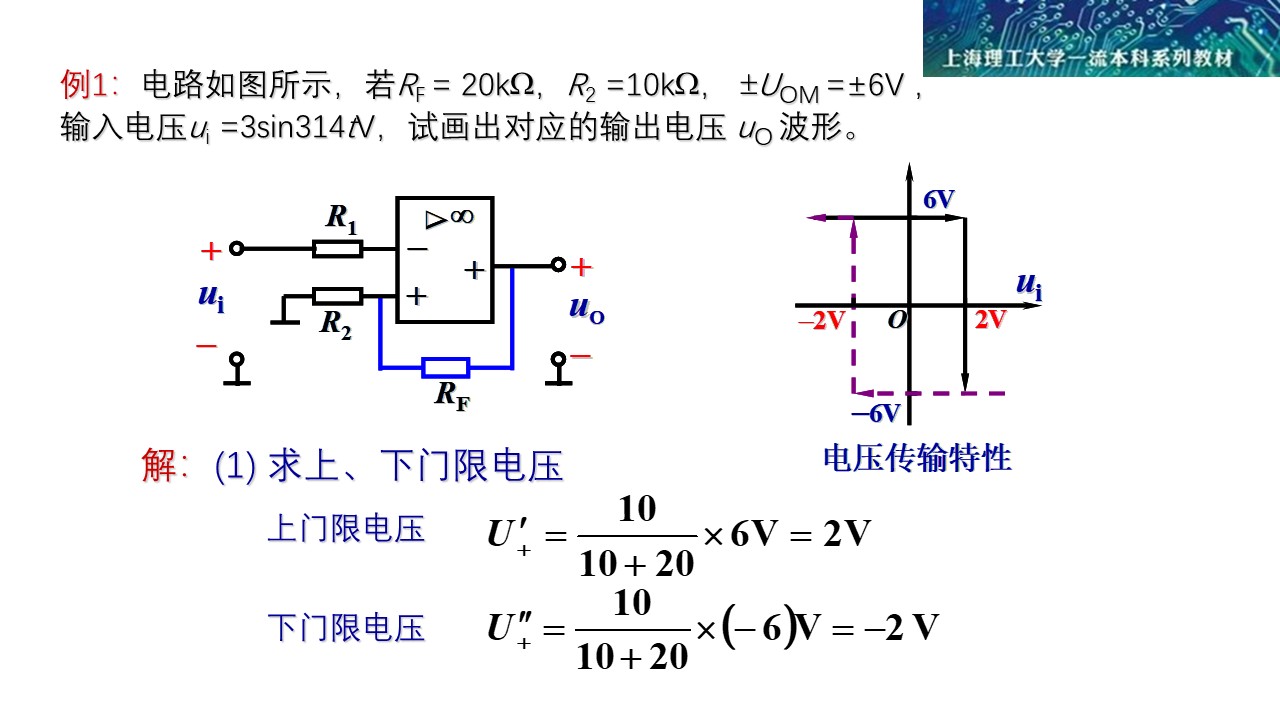 上海理工大学一流本科系列教材
例1：电路如图所示，若RF = 20kΩ，R2 =10kΩ， ±UOM =±6V ，
输入电压ui =3sin314tV，试画出对应的输出电压 uO 波形。
R1
▷∞
+
−
+
+
ui
R2
+
uO
−
−
RF
6V
ui
−2V
O
2V
−6V
电压传输特性
解：(1) 求上、下门限电压
上门限电压 U′+ = 10/(10 + 20) × 6V = 2V
下门限电压 U″+ = 10/(10 + 20) × (− 6)V = −2 V